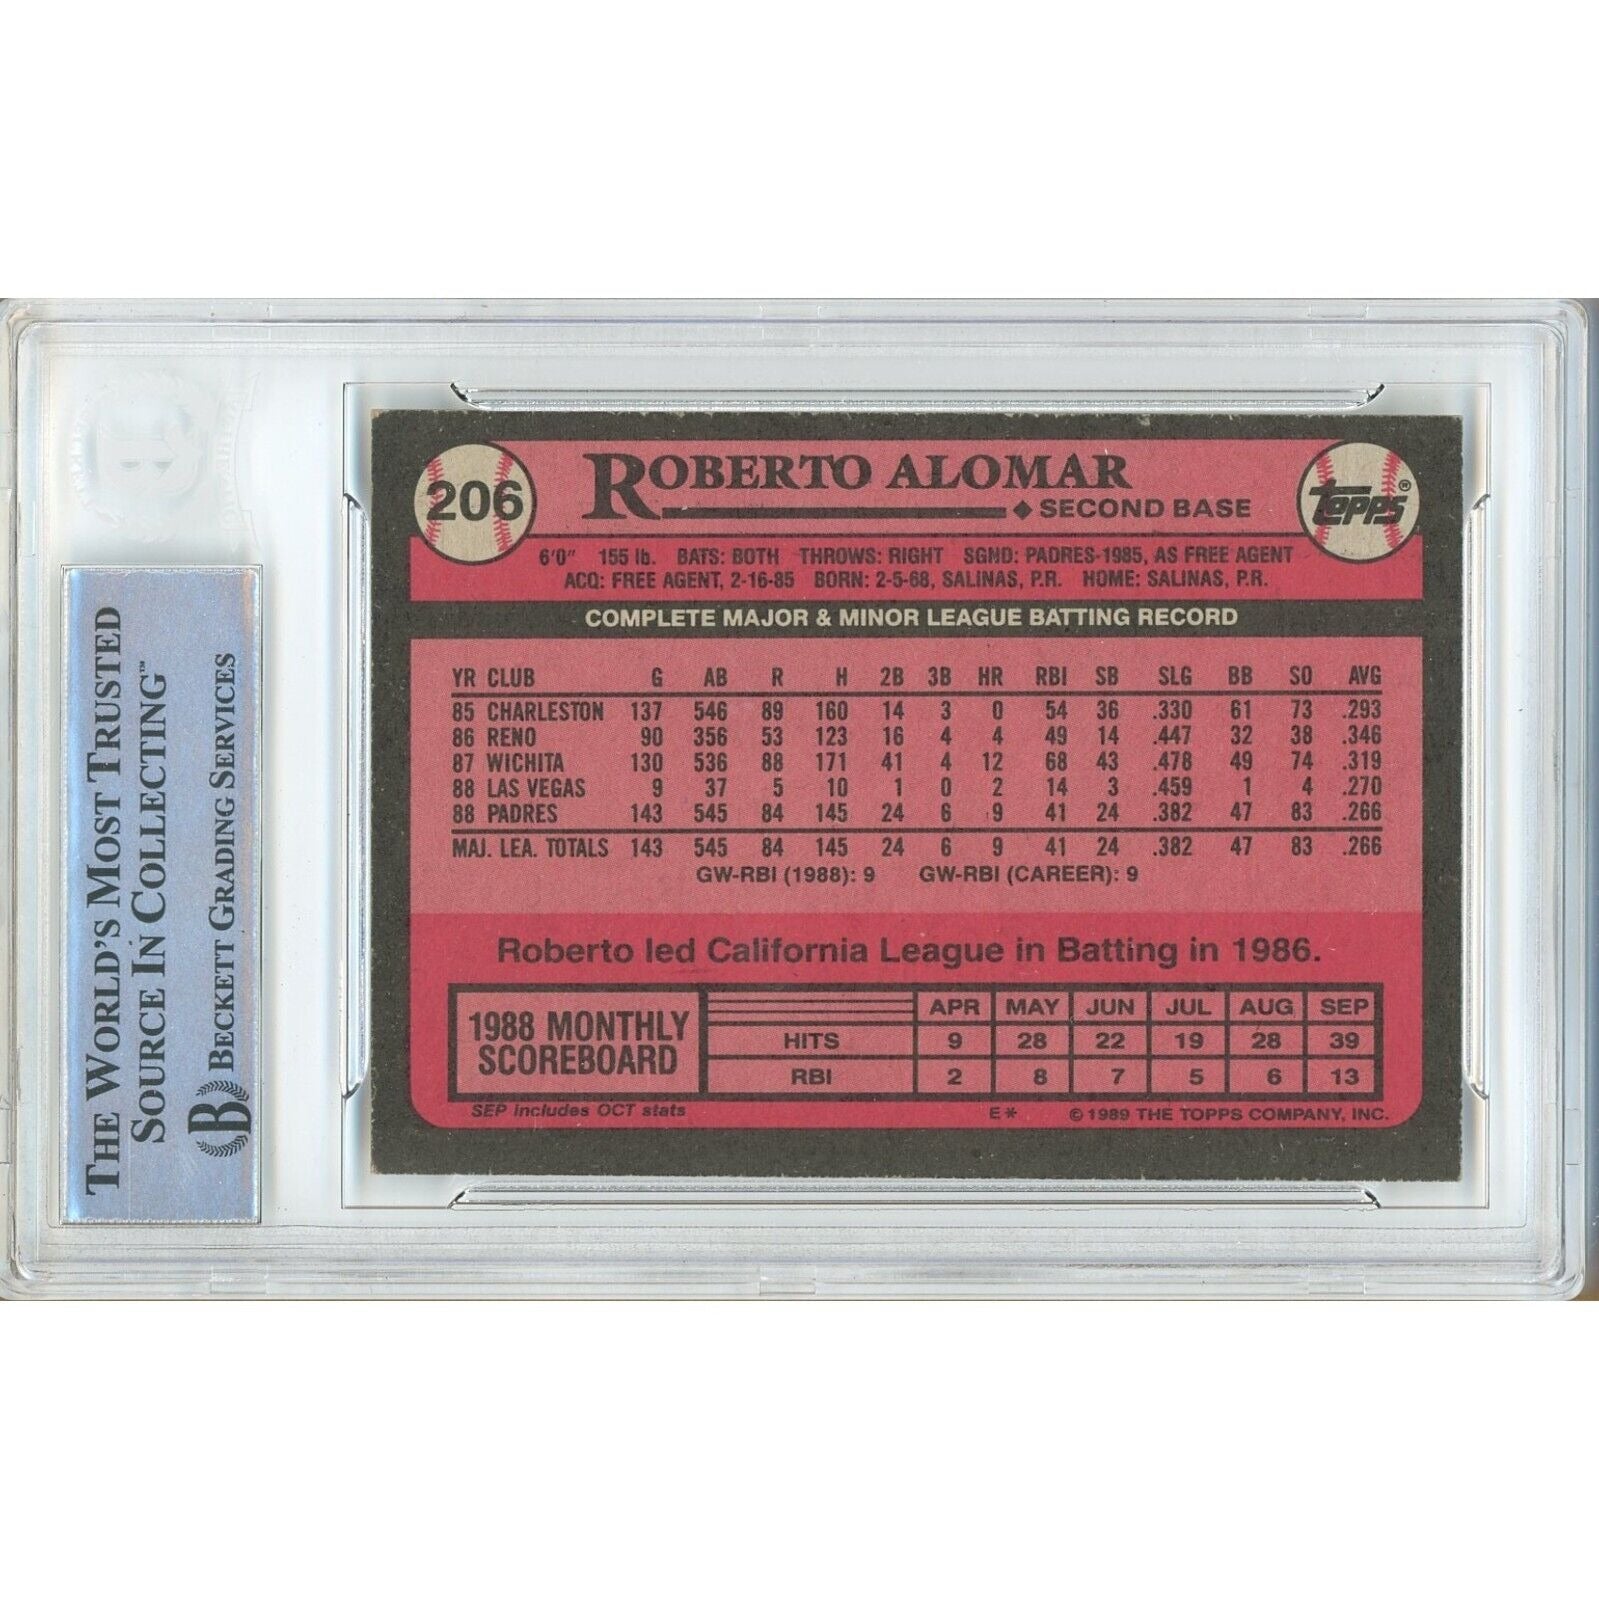 THE WORLD'S MOST TRUSTED
SOURCE IN COLLECTING™
BECKETT GRADING SERVICES
B
206
ROBERTO ALOMAR
◆ SECOND BASE
TOPPS®
6'0" 155 lb. BATS: BOTH THROWS: RIGHT SGND: PADRES-1985, AS FREE AGENT
ACQ: FREE AGENT, 2-16-85 BORN: 2-5-68, SALINAS, P.R. HOME: SALINAS, P.R.
COMPLETE MAJOR & MINOR LEAGUE BATTING RECORD
YR CLUB G AB R H 2B 3B HR RBI SB SLG BB SO AVG
85 CHARLESTON 137 546 89 160 14 3 0 54 36 .330 61 73 .293
86 RENO 90 356 53 123 16 4 4 49 14 .447 32 38 .346
87 WICHITA 130 536 88 171 41 4 12 68 43 .478 49 74 .319
88 LAS VEGAS 9 37 5 10 1 0 2 14 3 .459 1 4 .270
88 PADRES 143 545 84 145 24 6 9 41 24 .382 47 83 .266
MAJ. LEA. TOTALS 143 545 84 145 24 6 9 41 24 .382 47 83 .266
GW-RBI (1988): 9 GW-RBI (CAREER): 9
Roberto led California League in Batting in 1986.
1988 MONTHLY
SCOREBOARD
APR MAY JUN JUL AUG SEP
HITS 9 28 22 19 28 39
RBI 2 8 7 5 6 13
SEP includes OCT stats E* © 1989 THE TOPPS COMPANY, INC.